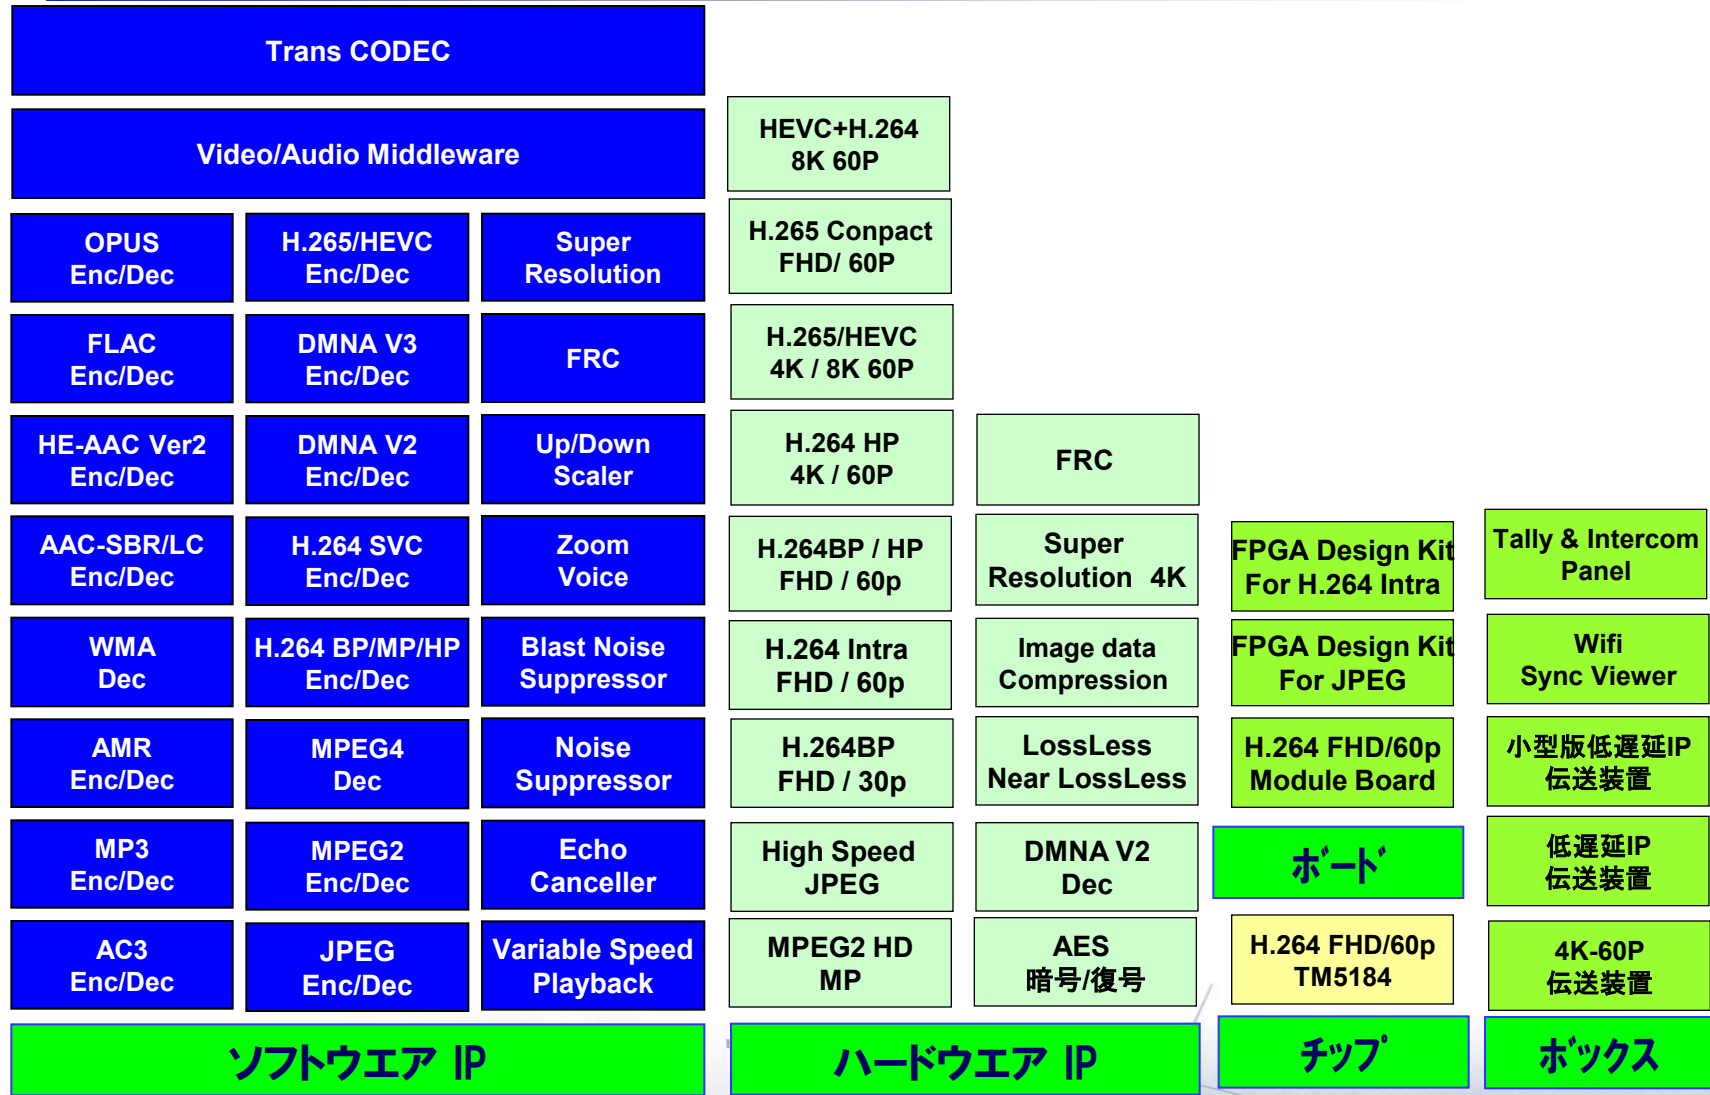 Trans CODEC
Video/Audio Middleware
OPUS
Enc/Dec
H.265/HEVC
Enc/Dec
Super
Resolution
FLAC
Enc/Dec
DMNA V3
Enc/Dec
FRC
HE-AAC Ver2
Enc/Dec
DMNA V2
Enc/Dec
Up/Down
Scaler
AAC-SBR/LC
Enc/Dec
H.264 SVC
Enc/Dec
Zoom
Voice
WMA
Dec
H.264 BP/MP/HP
Enc/Dec
Blast Noise
Suppressor
AMR
Enc/Dec
MPEG4
Dec
Noise
Suppressor
MP3
Enc/Dec
MPEG2
Enc/Dec
Echo
Canceller
AC3
Enc/Dec
JPEG
Enc/Dec
Variable Speed
Playback
ソフトウエア IP
HEVC+H.264
8K 60P
H.265 Conpact
FHD/ 60P
H.265/HEVC
4K / 8K 60P
H.264 HP
4K / 60P
H.264BP / HP
FHD / 60p
H.264 Intra
FHD / 60p
H.264BP
FHD / 30p
High Speed
JPEG
MPEG2 HD
MP
FRC
Super
Resolution 4K
Image data
Compression
LossLess
Near LossLess
DMNA V2
Dec
AES
暗号/復号
ハードウエア IP
FPGA Design Kit
For H.264 Intra
FPGA Design Kit
For JPEG
H.264 FHD/60p
Module Board
ﾎﾞｰﾄﾞ
H.264 FHD/60p
TM5184
チップ
Tally & Intercom
Panel
Wifi
Sync Viewer
小型版低遅延IP
伝送装置
低遅延IP
伝送装置
4K-60P
伝送装置
ボックス